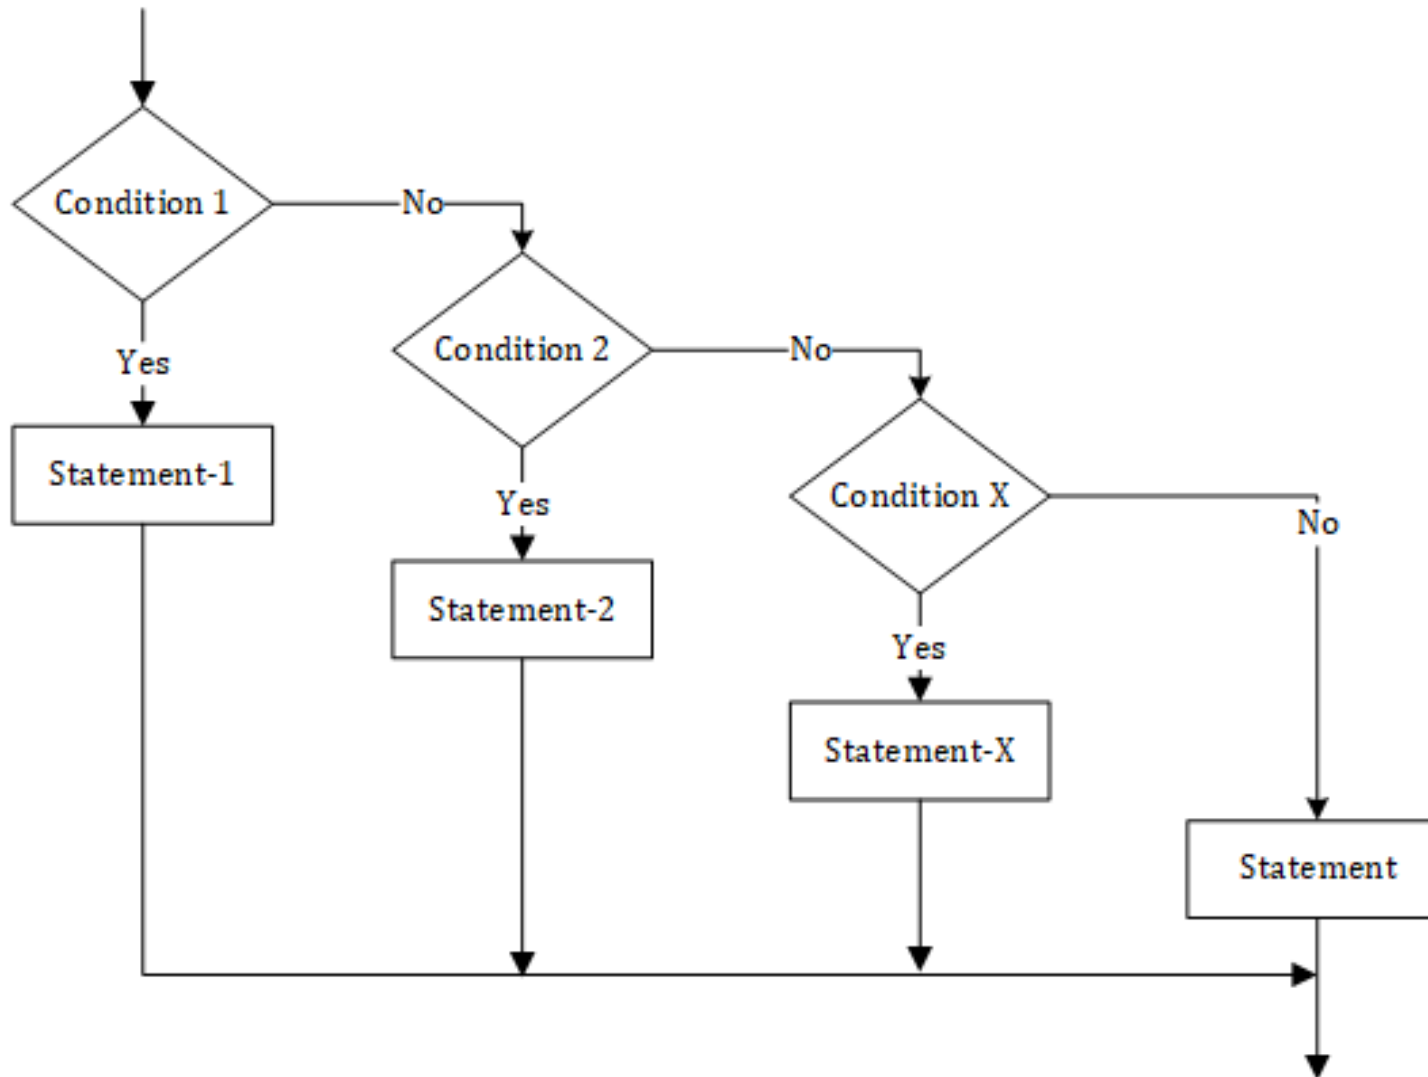 Condition 1
No
Condition 2
No
Yes
Statement-1
Condition X
Yes
No
Statement-2
Yes
Statement-X
Statement